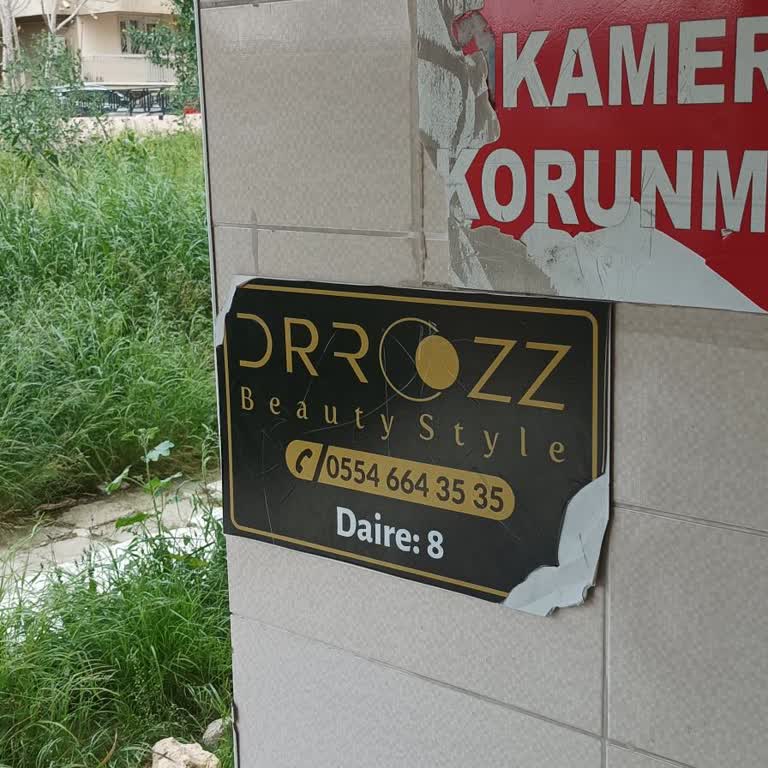 KAMER
KORUNM
DRROZZ
Beauty Style
0554 664 35 35
Daire: 8